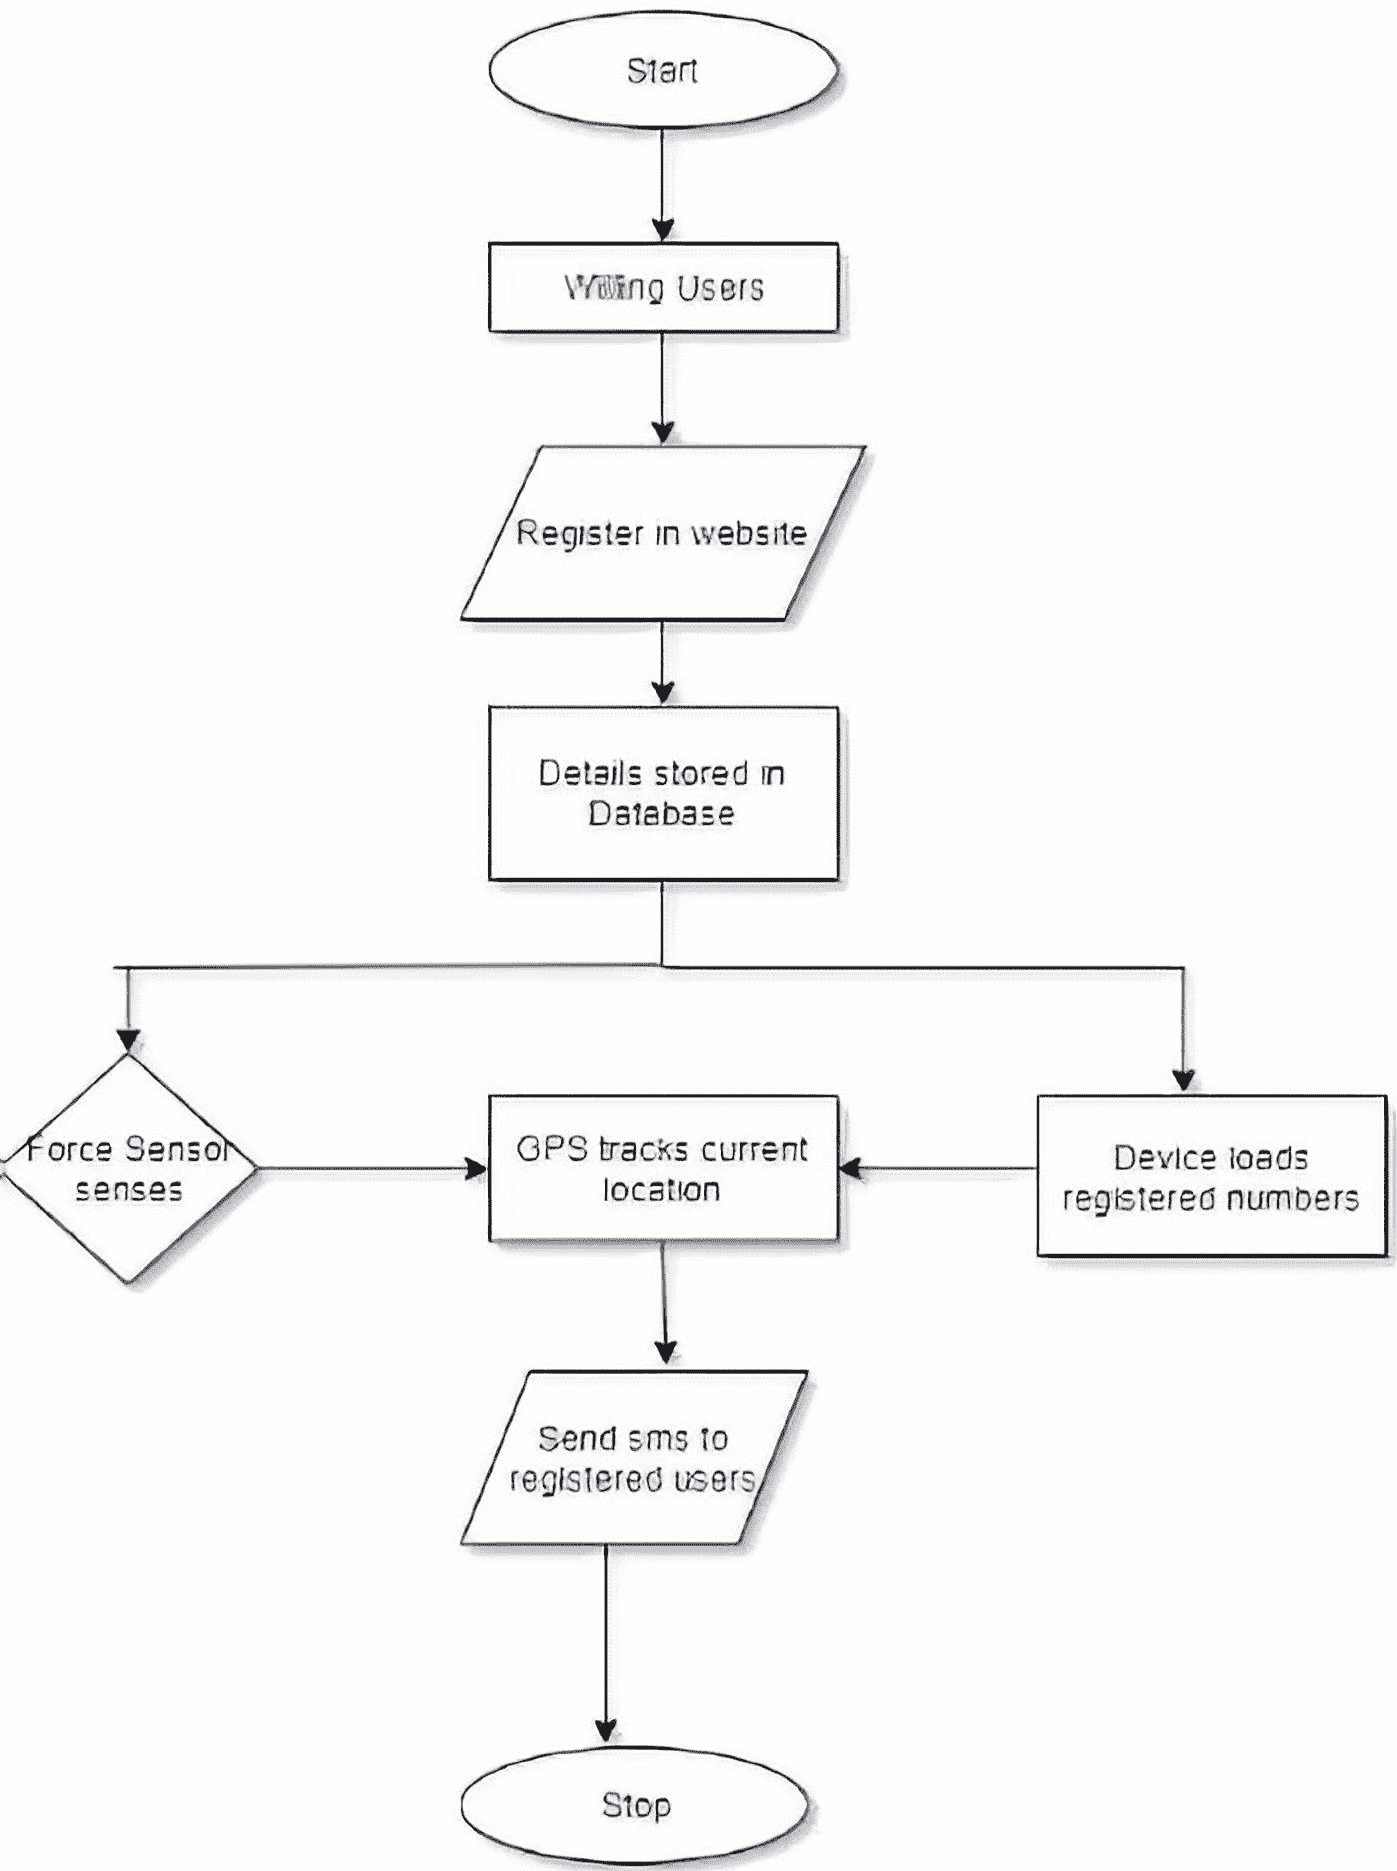 Start
Willing Users
Register in website
Details stored in
Database
Force Sensor
senses
GPS tracks current
location
Device loads
registered numbers
Send sms to
registered users
Stop